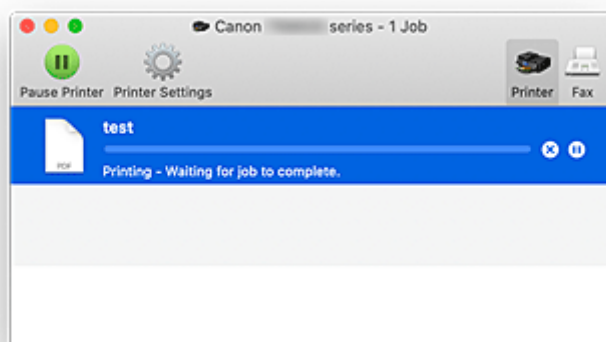 Canon series - 1 Job
Pause Printer Printer Settings Printer Fax
test
PDF
Printing - Waiting for job to complete.